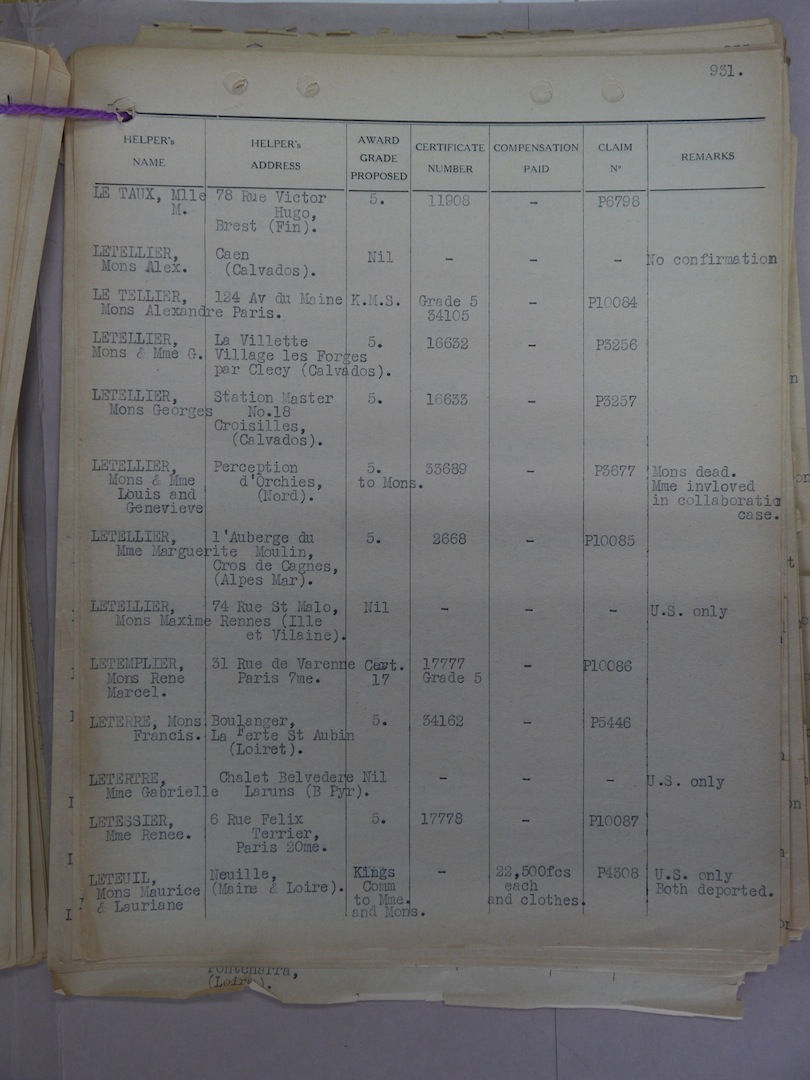 931.
HELPER's NAME HELPER's ADDRESS AWARD GRADE PROPOSED CERTIFICATE NUMBER COMPENSATION PAID CLAIM Nº REMARKS
LE TAUX, Mlle 78 Rue Victor 5. 11908 – P6798
M. Hugo,
Brest (Fin).
LETELLIER, Caen Nil – – – No confirmation
Mons Alex. (Calvados).
LE TELLIER, 124 Av du Maine K.M.S. Grade 5 – P10084
Mons Alexandre Paris. 34105
LETELLIER, La Villette 5. 16632 – P3256
Mons & Mme G. Village les Forges
par Clecy (Calvados).
LETELLIER, Station Master 5. 16633 – P3257
Mons Georges No.18
Croisilles,
(Calvados).
LETELLIER, Perception 5. 33689 – P3677 Mons dead.
Mons & Mme d'Orchies, to Mons. Mme invloved
Louis and (Nord). in collaboratio
Genevieve case.
LETELLIER, l'Auberge du 5. 2668 – P10085
Mme Marguerite Moulin,
Cros de Cagnes,
(Alpes Mar).
LETELLIER, 74 Rue St Malo, Nil – – – U.S. only
Mons Maxime Rennes (Ille
et Vilaine).
LETEMPLIER, 31 Rue de Varenne Cert. 17777 – P10086
Mons Rene Paris 7me. 17 Grade 5
Marcel.
LETERRE, Mons. Boulanger, 5. 34162 – P5446
Francis. La Ferte St Aubin
(Loiret).
LETERTRE, Chalet Belvedere Nil – – – U.S. only
Mme Gabrielle Laruns (B Pyr).
LETESSIER, 6 Rue Felix 5. 17778 – P10087
Mme Renee. Terrier,
Paris 20me.
LETEUIL, Neuille, Kings – 22,500fcs P4308 U.S. only
Mons Maurice (Maine & Loire). Comm each Both deported.
& Lauriane to Mme. and clothes.
and Mons.
Pontcharra,
(Loire).